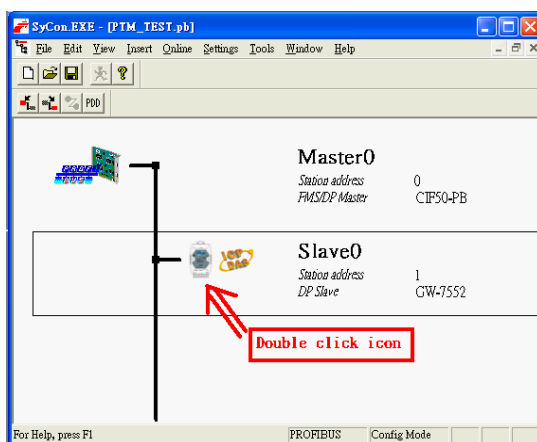 SyCon.EXE - [PTM_TEST.pb]
File Edit View Insert Online Settings Tools Window Help
PDD
Master0
Station address 0
FMS/DP Master CIF50-PB
ICP DAS
Slave0
Station address 1
DP Slave GW-7552
Double click icon
For Help, press F1 PROFIBUS Config Mode